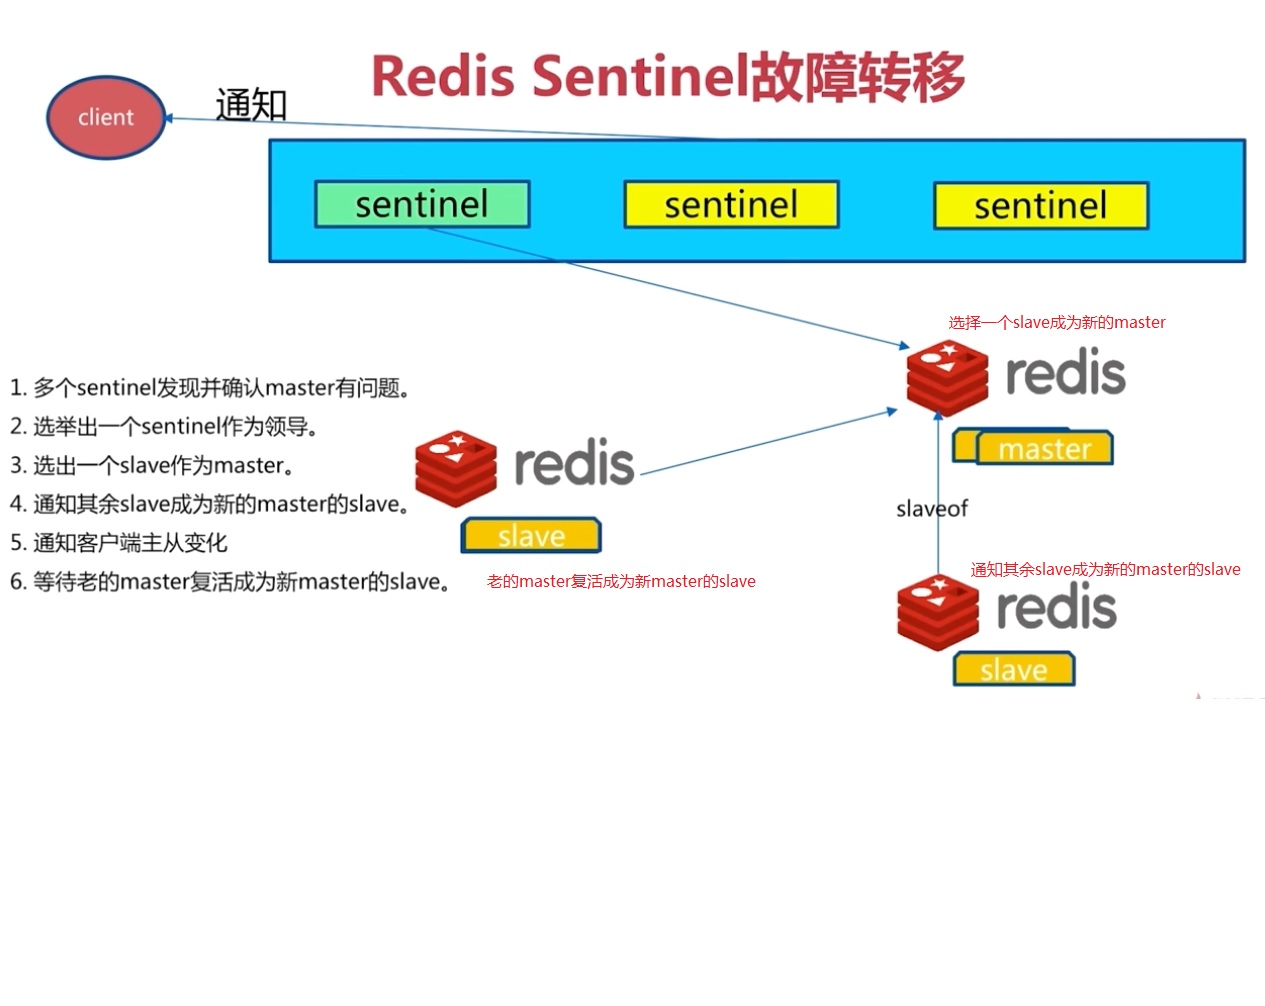 Redis Sentinel故障转移
client
通知
sentinel
sentinel
sentinel
选择一个slave成为新的master
redis
master
1. 多个sentinel发现并确认master有问题。
2. 选举出一个sentinel作为领导。
3. 选出一个slave作为master。
4. 通知其余slave成为新的master的slave。
5. 通知客户端主从变化
6. 等待老的master复活成为新master的slave。
redis
slave
老的master复活成为新master的slave
slaveof
通知其余slave成为新的master的slave
redis
slave